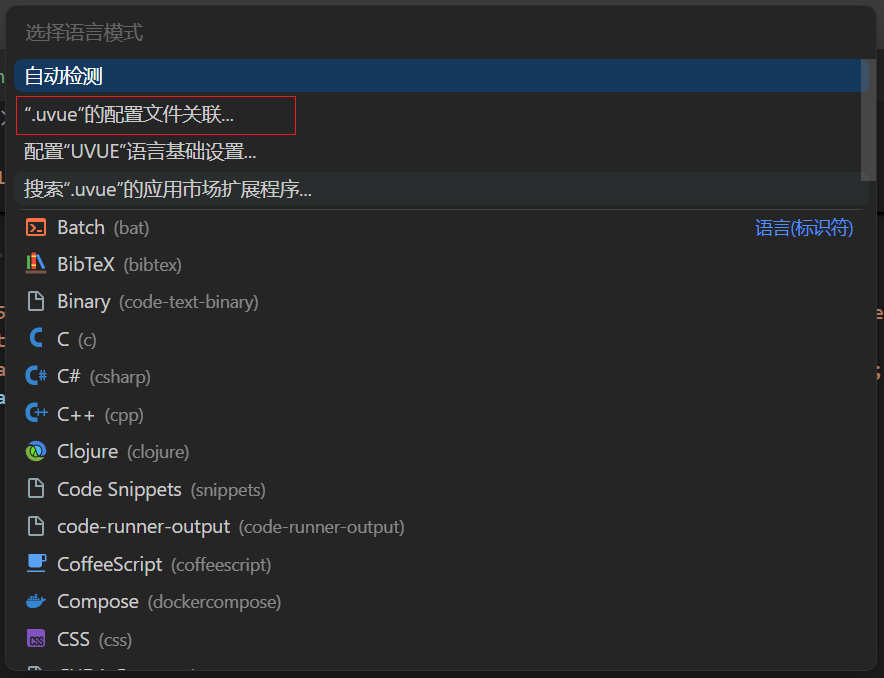 选择语言模式
自动检测
“.uvue”的配置文件关联...
配置“UVUE”语言基础设置...
搜索“.uvue”的应用市场扩展程序...
Batch (bat) 语言(标识符)
BibTeX (bibtex)
Binary (code-text-binary)
C (c)
C# (csharp)
C++ (cpp)
Clojure (clojure)
Code Snippets (snippets)
code-runner-output (code-runner-output)
CoffeeScript (coffeescript)
Compose (dockercompose)
CSS (css)